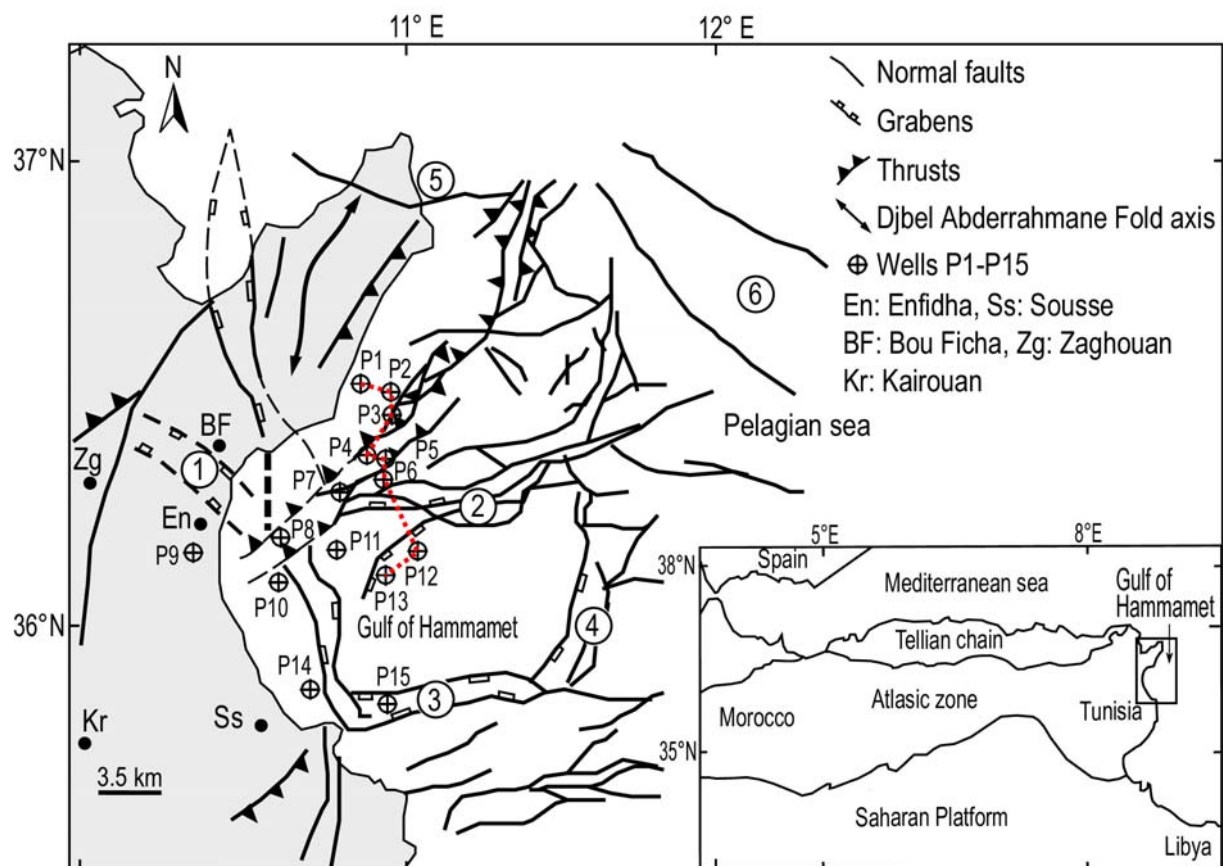 11° E
12° E
N
37°N
36°N
Normal faults
Grabens
Thrusts
Djbel Abderrahmane Fold axis
Wells P1-P15
En: Enfidha, Ss: Sousse
BF: Bou Ficha, Zg: Zaghouan
Kr: Kairouan
5
6
P1
P2
P3
Pelagian sea
BF
P4
P5
Zg
1
P7
P6
2
En
P8
P9
P11
P12
P10
P13
Gulf of Hammamet
4
P14
P15
3
Ss
Kr
3.5 km
5°E
8°E
38°N
Spain
Mediterranean sea
Gulf of
Hammamet
Tellian chain
Atlasic zone
Morocco
Tunisia
35°N
Saharan Platform
Libya